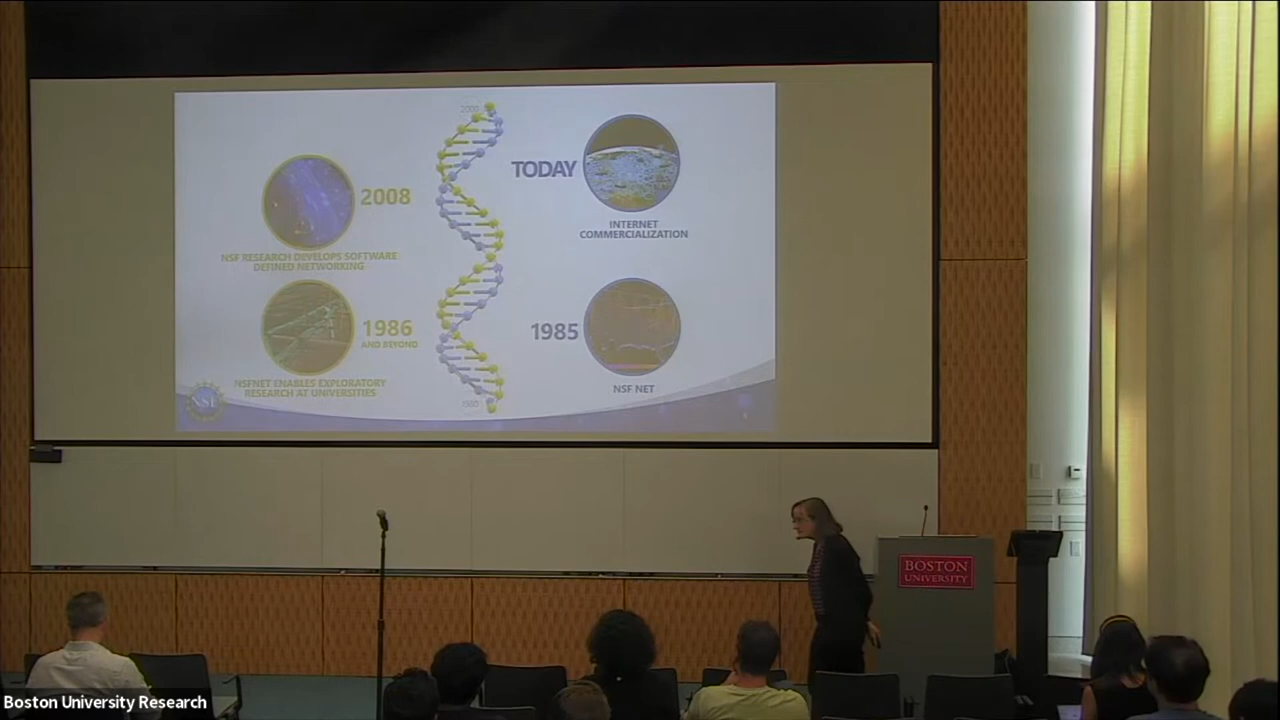 2000
TODAY
2008
INTERNET
COMMERCIALIZATION
NSF RESEARCH DEVELOPS SOFTWARE
DEFINED NETWORKING
1986
AND BEYOND
1985
NSFNET ENABLES EXPLORATORY
RESEARCH AT UNIVERSITIES
NSF NET
NSF
1980
BOSTON
UNIVERSITY
Boston University Research